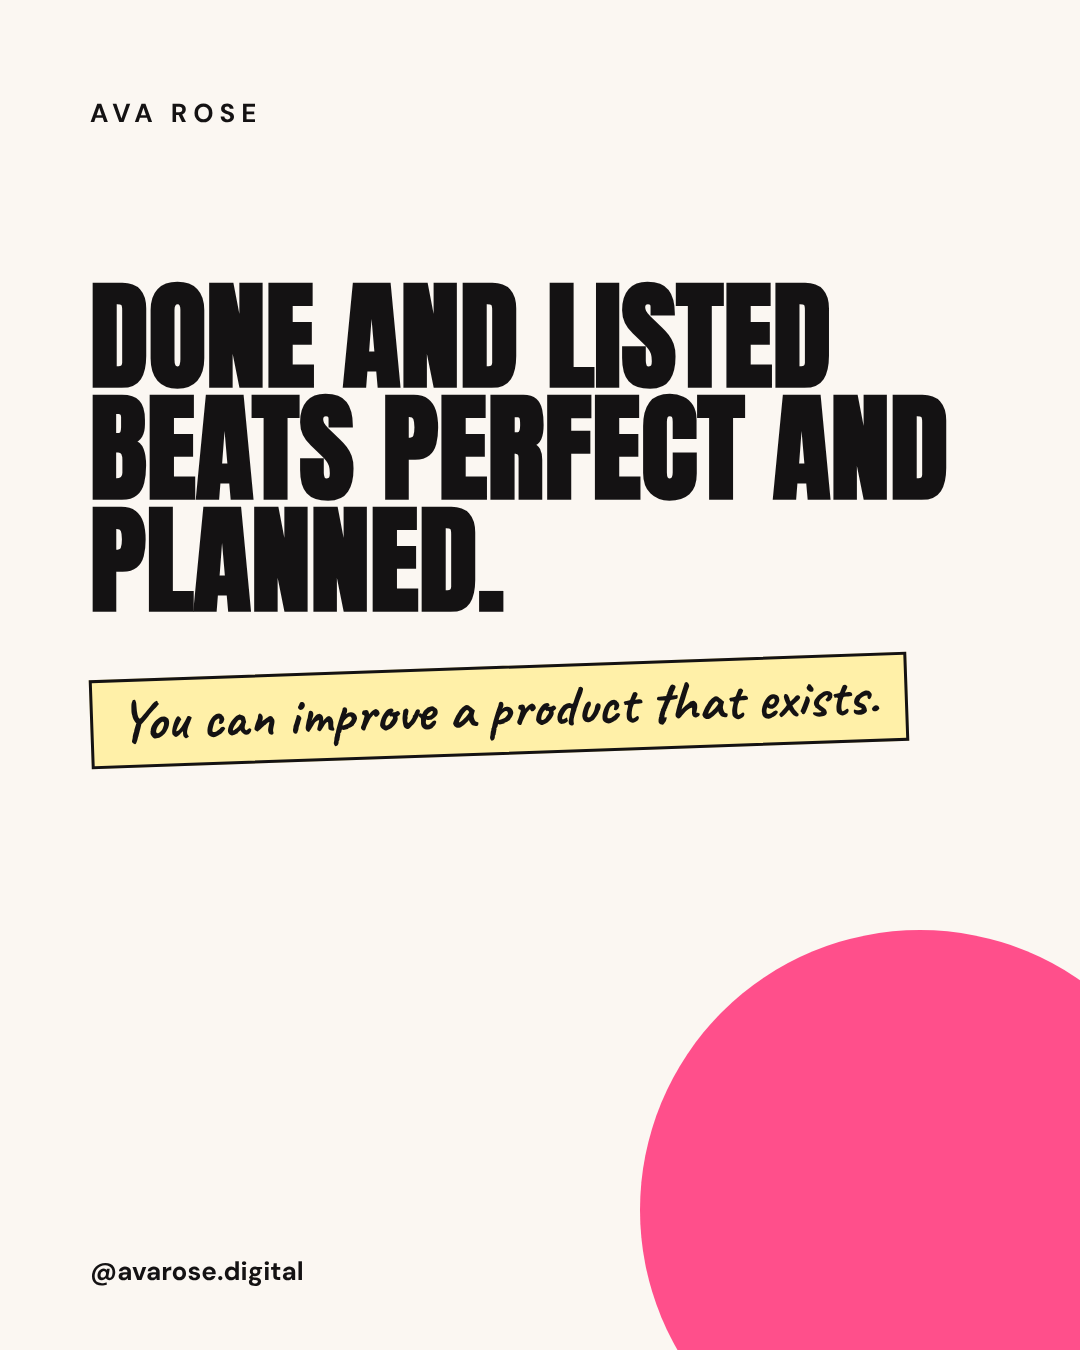 AVA ROSE
DONE AND LISTED
BEATS PERFECT AND
PLANNED.
You can improve a product that exists.
@avarose.digital